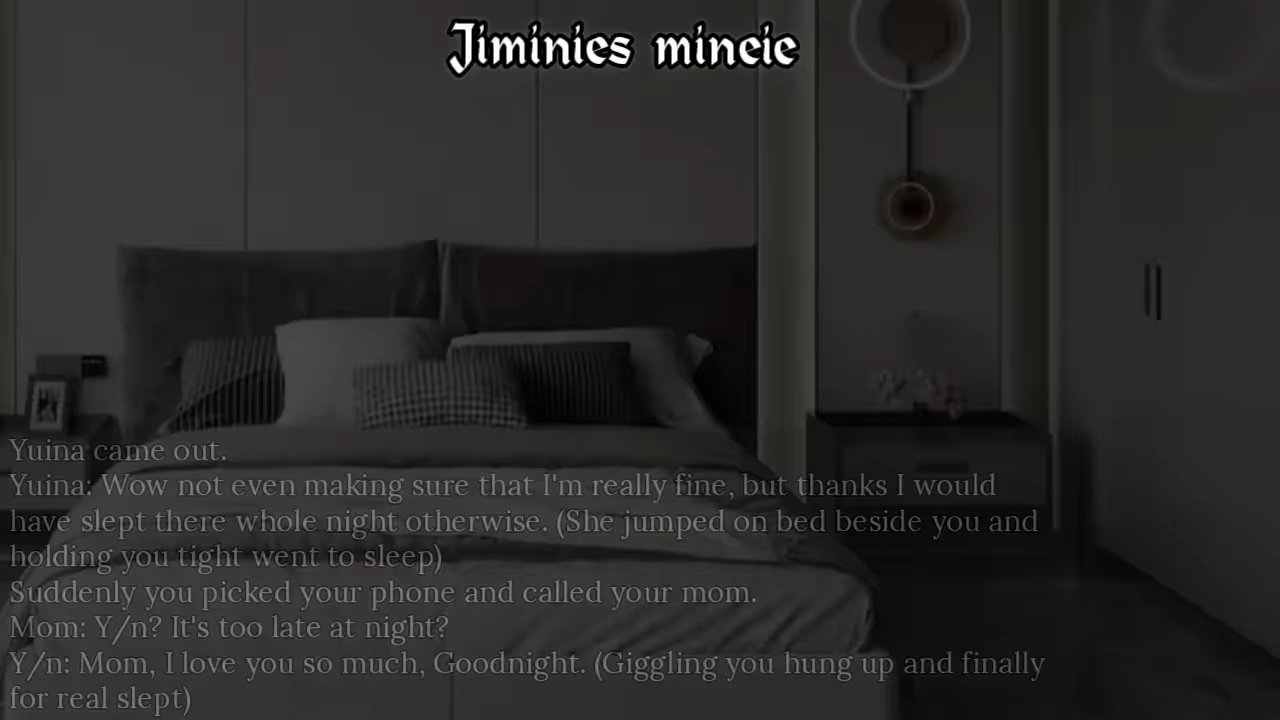 Jiminies mincie
Yuina came out.
Yuina: Wow not even making sure that I'm really fine, but thanks I would
have slept there whole night otherwise. (She jumped on bed beside you and
holding you tight went to sleep)
Suddenly you picked your phone and called your mom.
Mom: Y/n? It's too late at night?
Y/n: Mom, I love you so much, Goodnight. (Giggling you hung up and finally
for real slept)